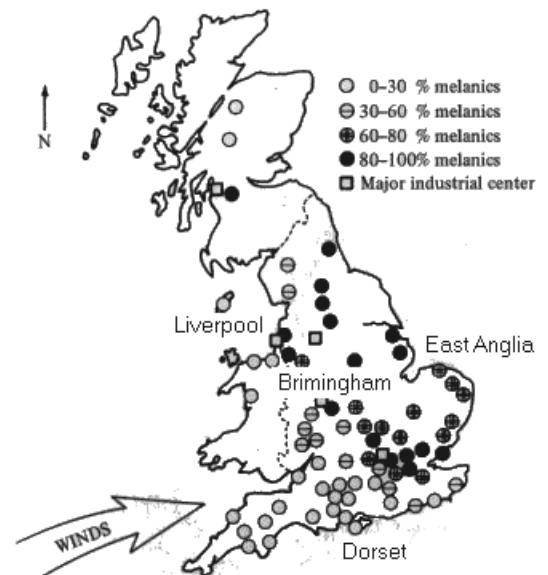 0–30 % melanics
30–60 % melanics
60–80 % melanics
80–100% melanics
Major industrial center
N
Liverpool
East Anglia
Brimingham
WINDS
Dorset